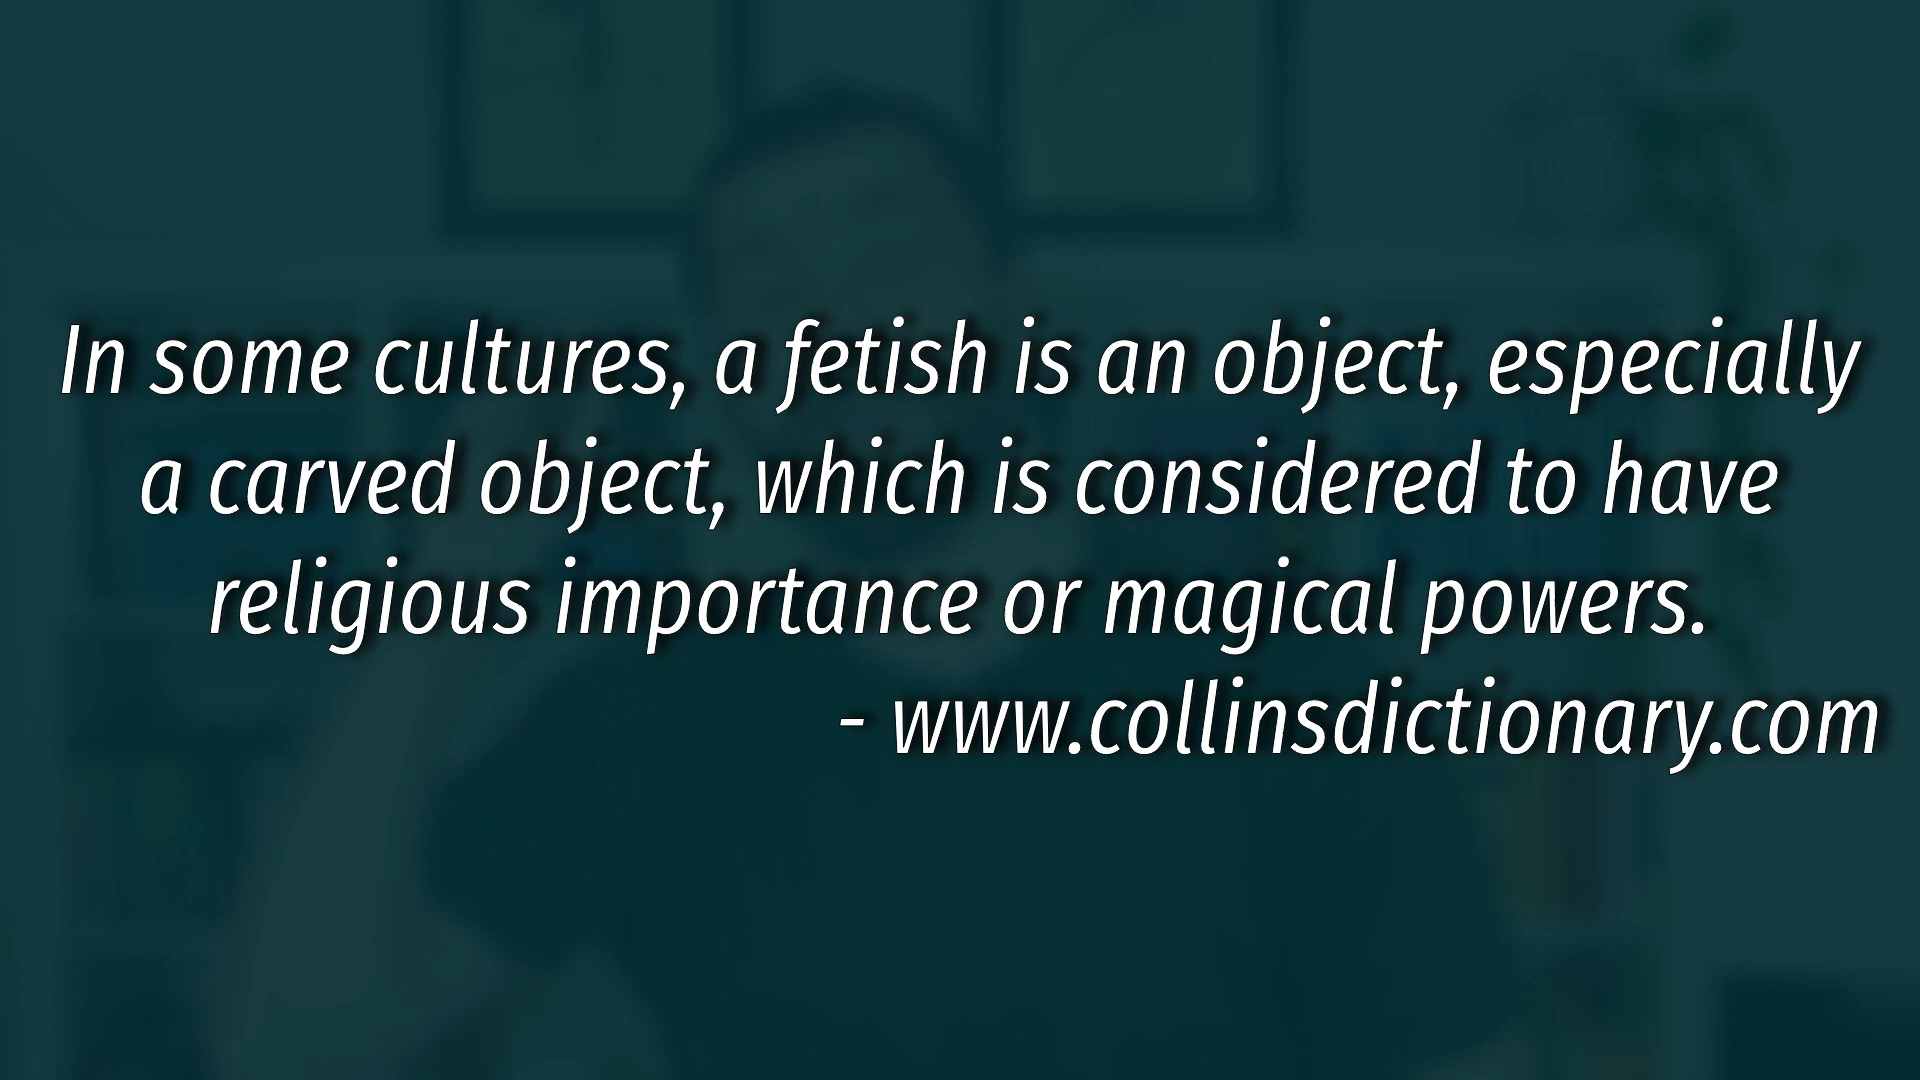 In some cultures, a fetish is an object, especially
a carved object, which is considered to have
religious importance or magical powers.
- www.collinsdictionary.com